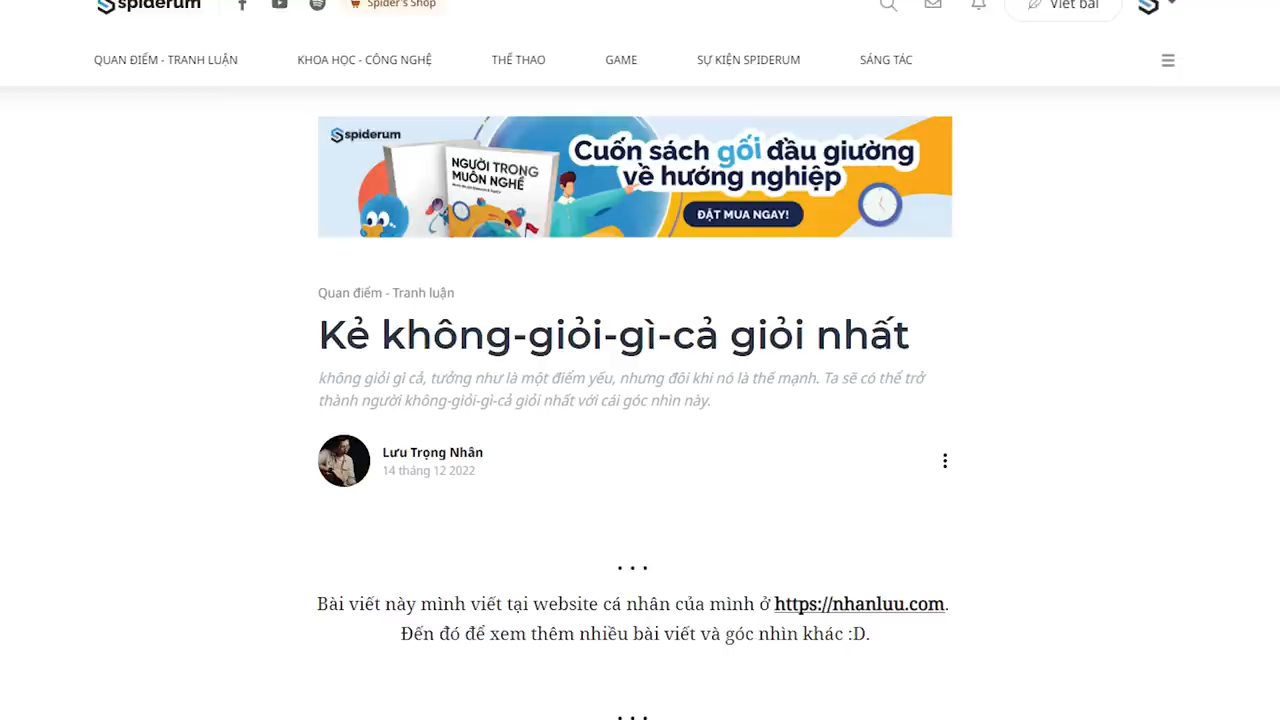 spiderum
Spider's Shop
Viết bài
QUAN ĐIỂM - TRANH LUẬN
KHOA HỌC - CÔNG NGHỆ
THỂ THAO
GAME
SỰ KIỆN SPIDERUM
SÁNG TÁC
spiderum
NGƯỜI TRONG
MUÔN NGHỀ
Cuốn sách gối đầu giường
về hướng nghiệp
ĐẶT MUA NGAY!
Quan điểm - Tranh luận
Kẻ không-giỏi-gì-cả giỏi nhất
không giỏi gì cả, tưởng như là một điểm yếu, nhưng đôi khi nó là thế mạnh. Ta sẽ có thể trở
thành người không-giỏi-gì-cả giỏi nhất với cái góc nhìn này.
Lưu Trọng Nhân
14 tháng 12 2022
Bài viết này mình viết tại website cá nhân của mình ở https://nhanluu.com.
Đến đó để xem thêm nhiều bài viết và góc nhìn khác :D.